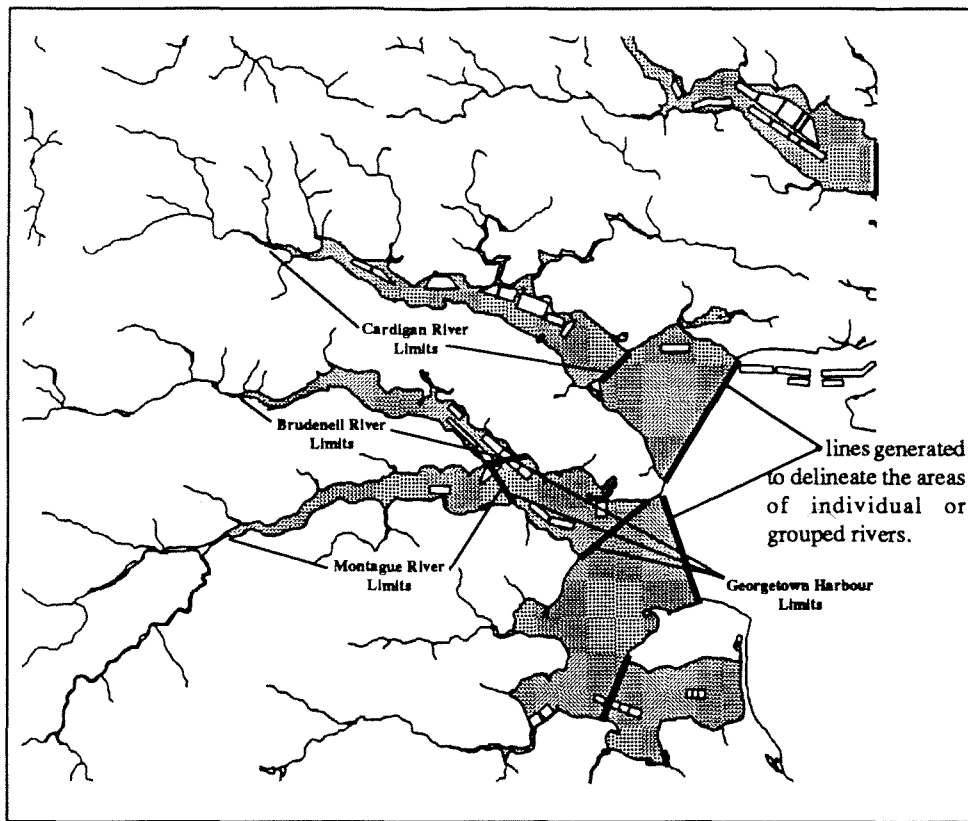 Cardigan River
Limits
Brudenell River
Limits
lines generated
to delineate the areas
of individual or
grouped rivers.
Montague River
Limits
Georgetown Harbour
Limits